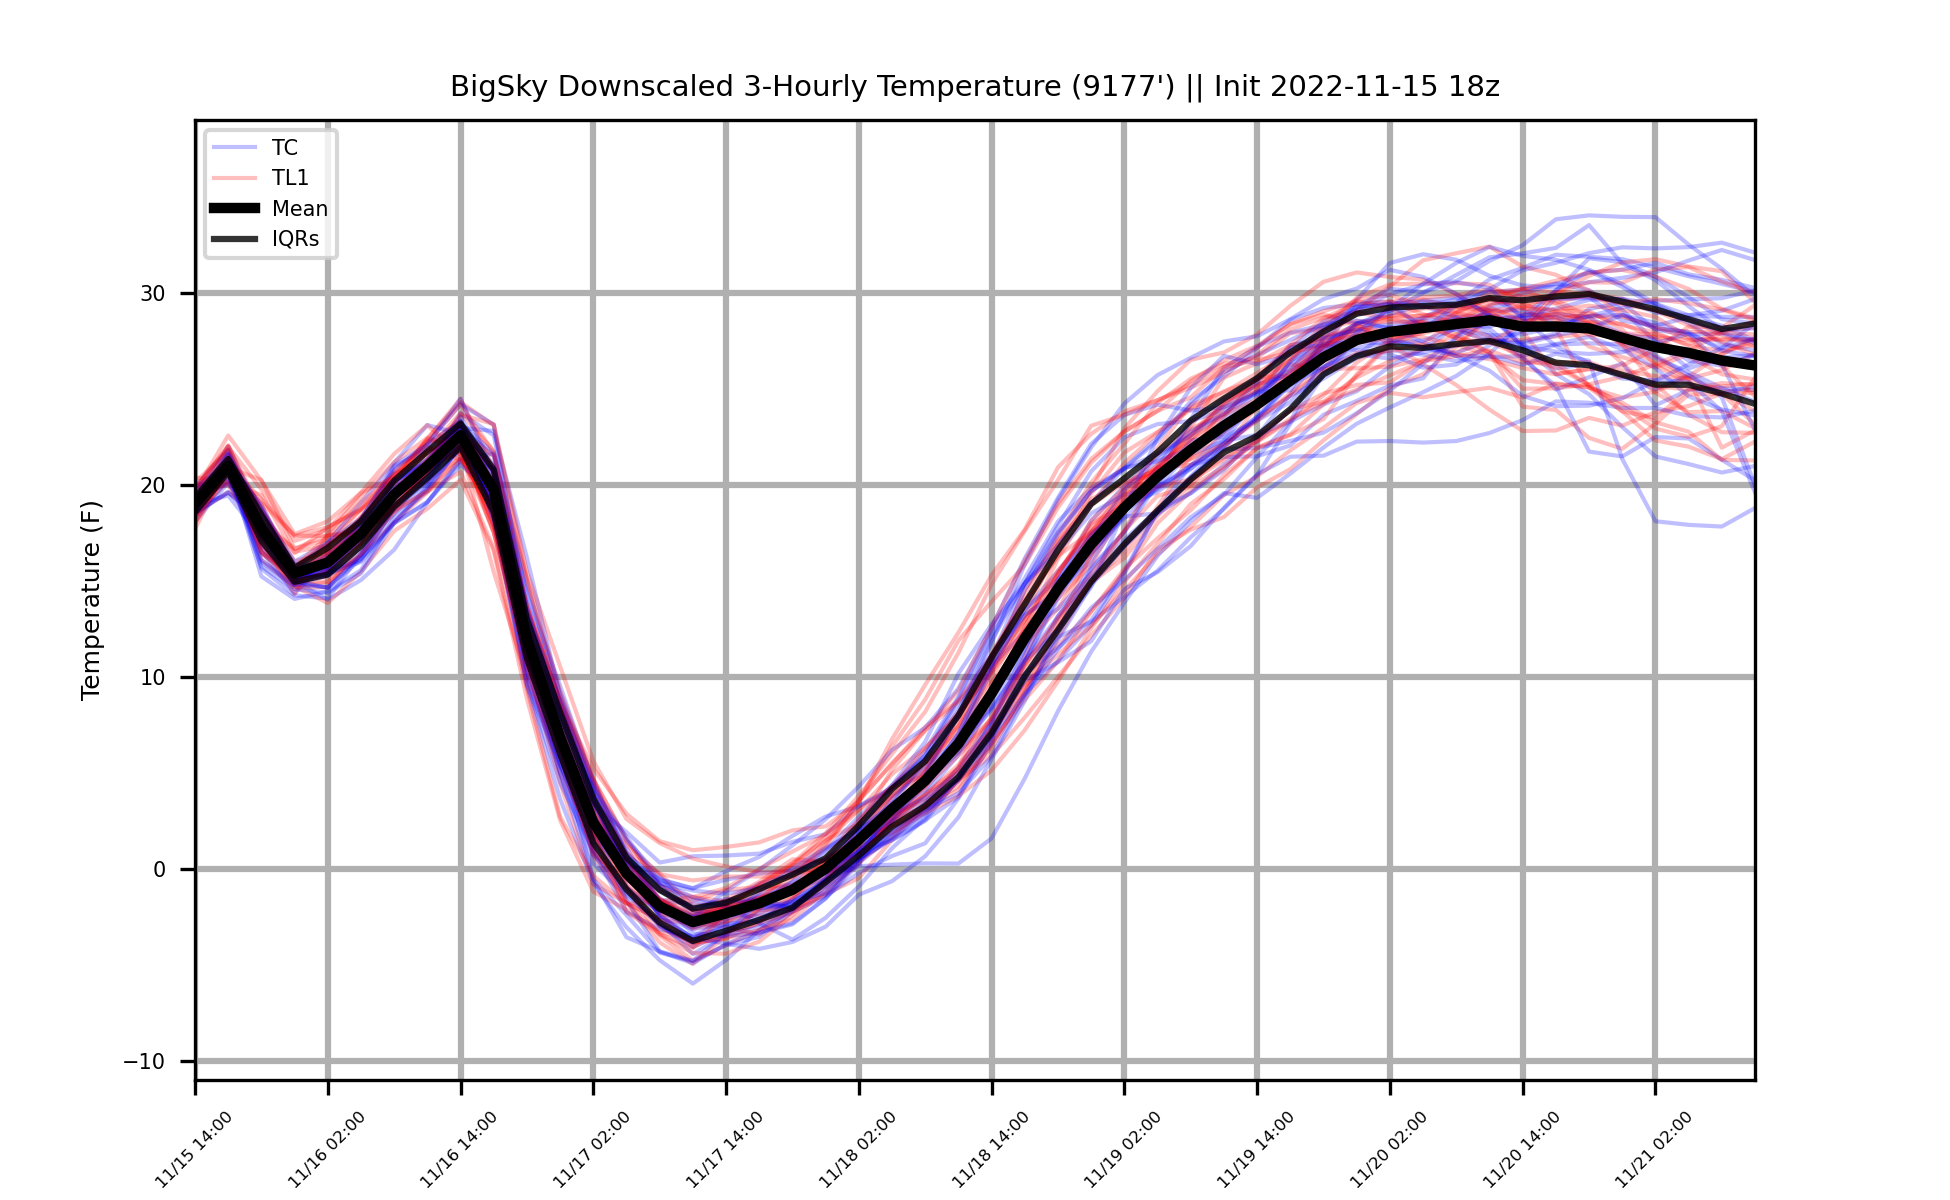 BigSky Downscaled 3-Hourly Temperature (9177') || Init 2022-11-15 18z
TC
TL1
Mean
IQRs
Temperature (F)
30
20
10
0
−10
11/15 14:00
11/16 02:00
11/16 14:00
11/17 02:00
11/17 14:00
11/18 02:00
11/18 14:00
11/19 02:00
11/19 14:00
11/20 02:00
11/20 14:00
11/21 02:00